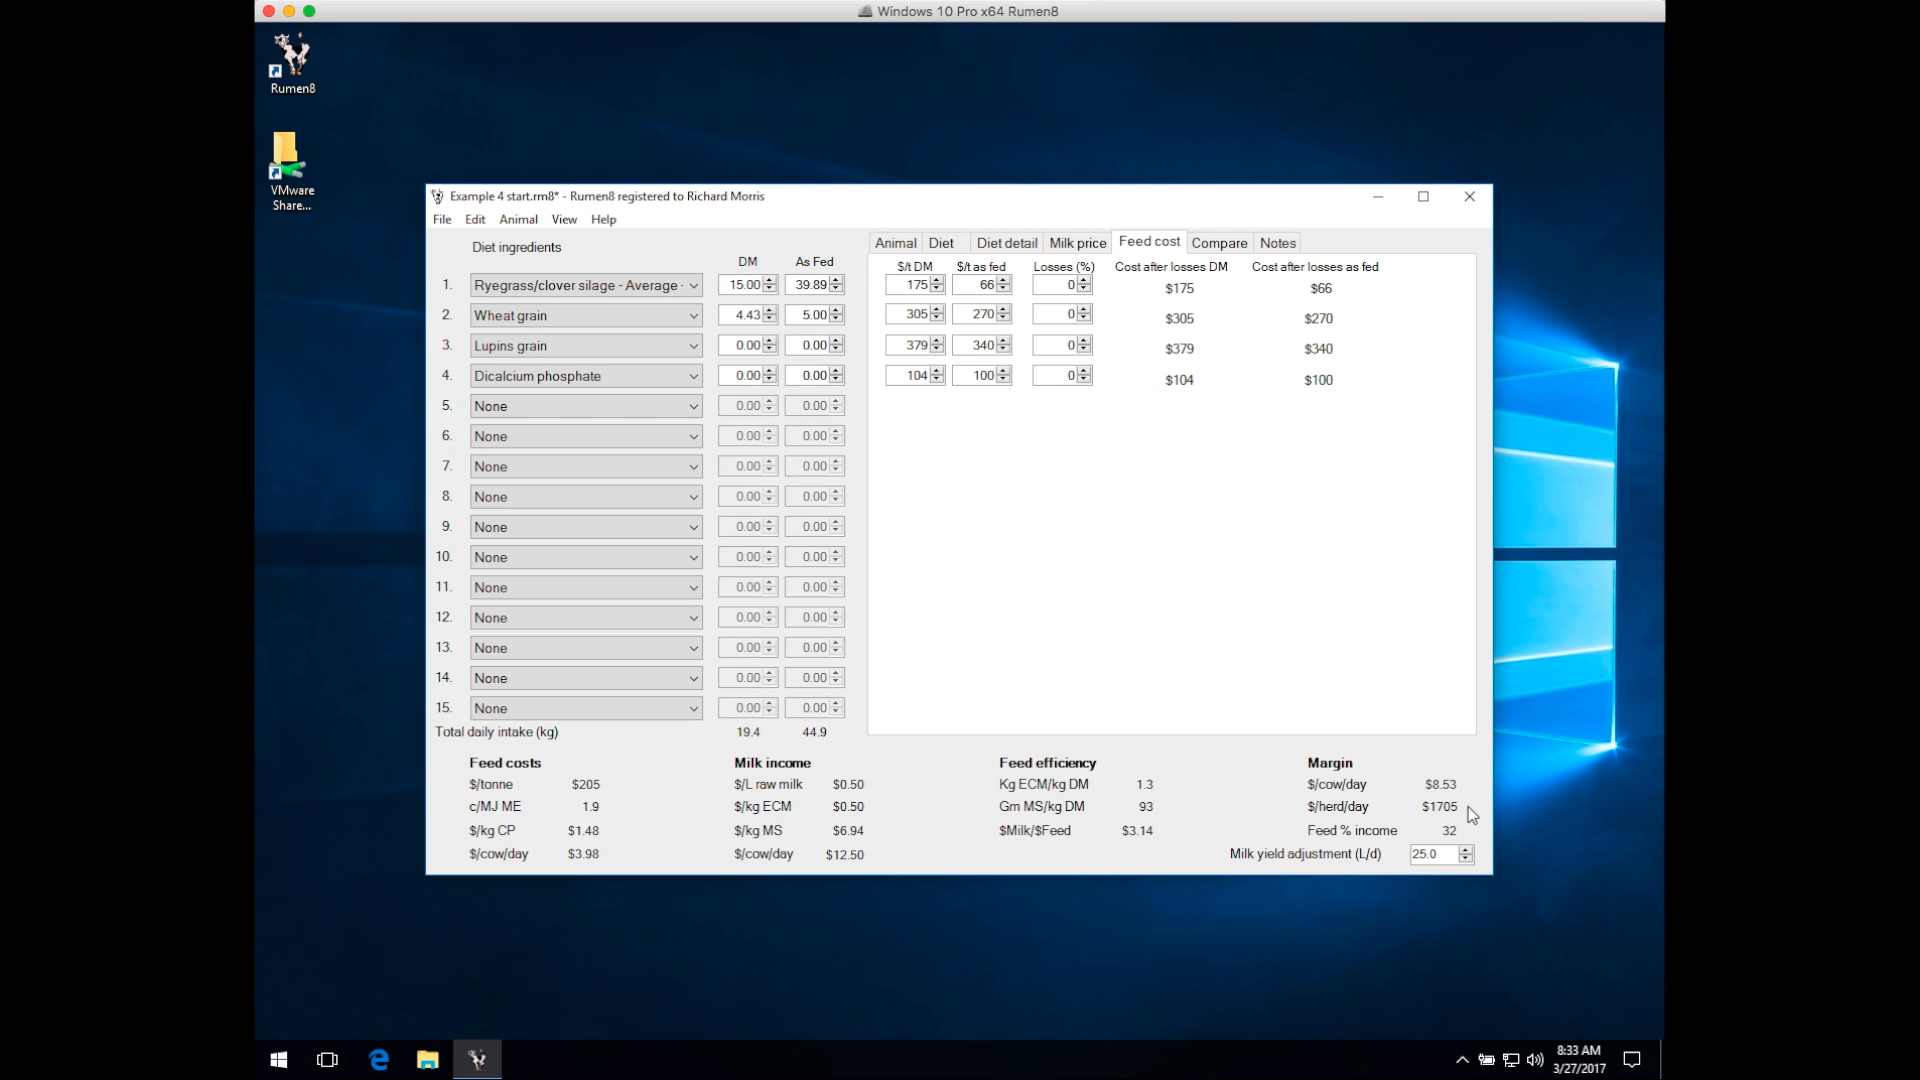 Windows 10 Pro x64 Rumen8
Rumen8
VMware
Share...
Example 4 start.rm8* - Rumen8 registered to Richard Morris
File Edit Animal View Help
Diet ingredients
DM As Fed
1. Ryegrass/clover silage - Average - 15.00 39.89
2. Wheat grain 4.43 5.00
3. Lupins grain 0.00 0.00
4. Dicalcium phosphate 0.00 0.00
5. None 0.00 0.00
6. None 0.00 0.00
7. None 0.00 0.00
8. None 0.00 0.00
9. None 0.00 0.00
10. None 0.00 0.00
11. None 0.00 0.00
12. None 0.00 0.00
13. None 0.00 0.00
14. None 0.00 0.00
15. None 0.00 0.00
Total daily intake (kg) 19.4 44.9
Animal Diet Diet detail Milk price Feed cost Compare Notes
$/t DM $/t as fed Losses (%) Cost after losses DM Cost after losses as fed
175 66 0 $175 $66
305 270 0 $305 $270
379 340 0 $379 $340
104 100 0 $104 $100
Feed costs
$/tonne $205
c/MJ ME 1.9
$/kg CP $1.48
$/cow/day $3.98
Milk income
$/L raw milk $0.50
$/kg ECM $0.50
$/kg MS $6.94
$/cow/day $12.50
Feed efficiency
Kg ECM/kg DM 1.3
Gm MS/kg DM 93
$Milk/$Feed $3.14
Margin
$/cow/day $8.53
$/herd/day $1705
Feed % income 32
Milk yield adjustment (L/d) 25.0
8:33 AM
3/27/2017